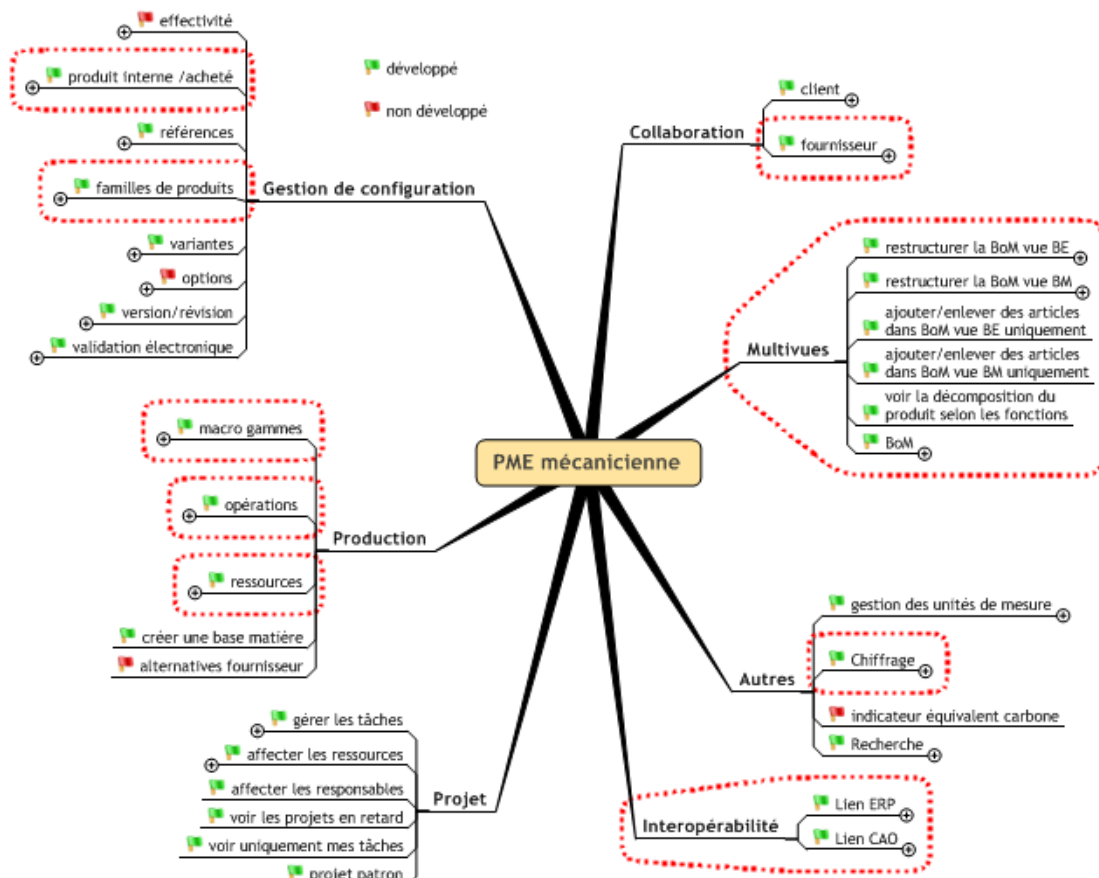 effectivité
produit interne /acheté
références
familles de produits
Gestion de configuration
variantes
options
version/révision
validation électronique
développé
non développé
Collaboration
client
fournisseur
Multivues
restructurer la BoM vue BE
restructurer la BoM vue BM
ajouter/enlever des articles
dans BoM vue BE uniquement
ajouter/enlever des articles
dans BoM vue BM uniquement
voir la décomposition du
produit selon les fonctions
BoM
PME mécanicienne
macro gammes
opérations
Production
ressources
créer une base matière
alternatives fournisseur
gestion des unités de mesure
Chiffrage
Autres
indicateur équivalent carbone
Recherche
gérer les tâches
affecter les ressources
affecter les responsables
Projet
voir les projets en retard
voir uniquement mes tâches
projet patron
Interopérabilité
Lien ERP
Lien CAO